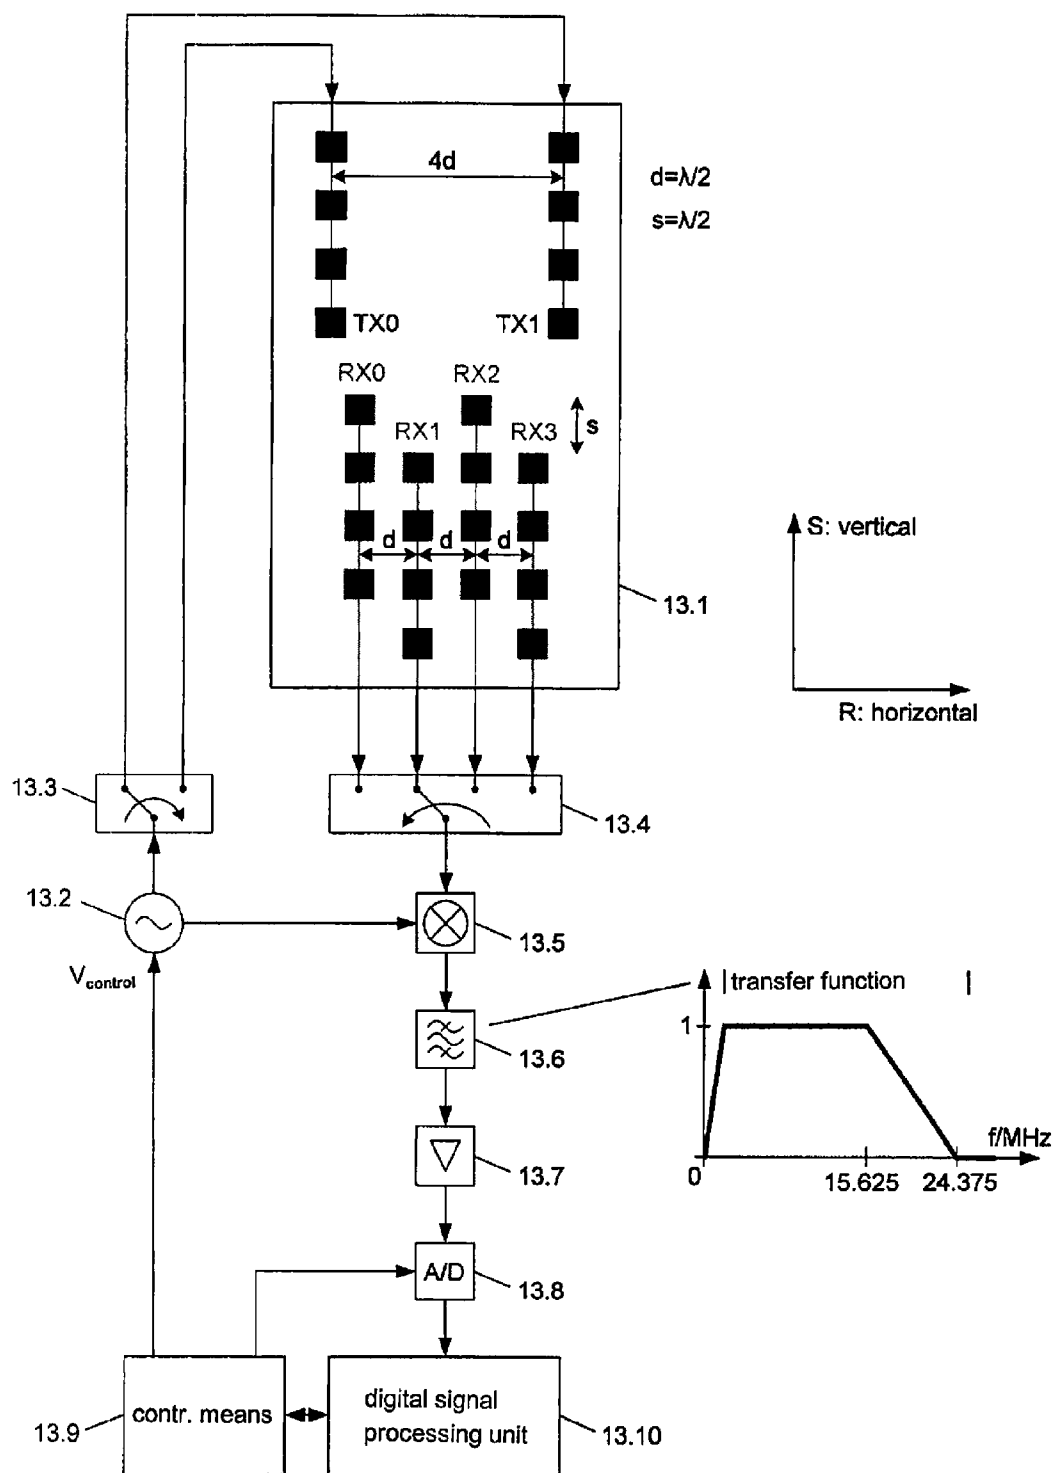 4d
d=λ/2
s=λ/2
TX0
TX1
RX0
RX2
s
RX1
RX3
d
d
d
S: vertical
13.1
R: horizontal
13.3
13.4
13.2
13.5
Vcontrol
|transfer function |
1
13.6
f/MHz
0
15.625
24.375
13.7
A/D
13.8
contr. means
digital signal
processing unit
13.9
13.10